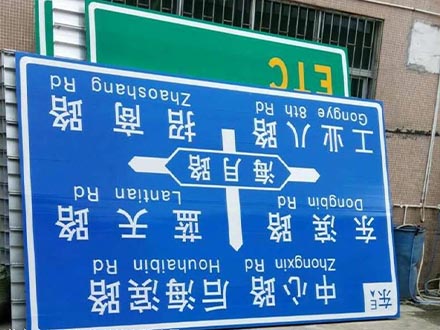 东
E
中心路
Zhongxin Rd
后海滨路
Houhaibin Rd
东滨路
Dongbin Rd
蓝天路
Lantian Rd
海月路
工业八路
Gongye 8th Rd
招商路
Zhaoshang Rd
ETC